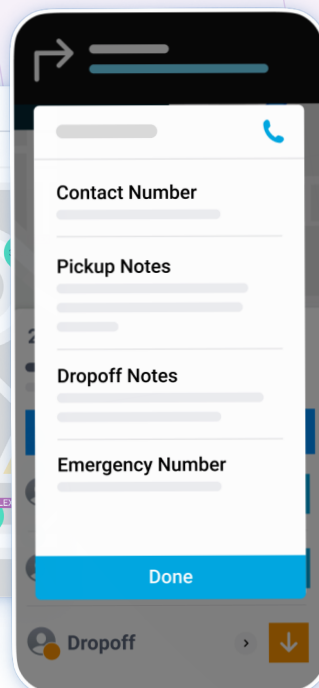 Contact Number
Pickup Notes
Dropoff Notes
Emergency Number
Done
Dropoff